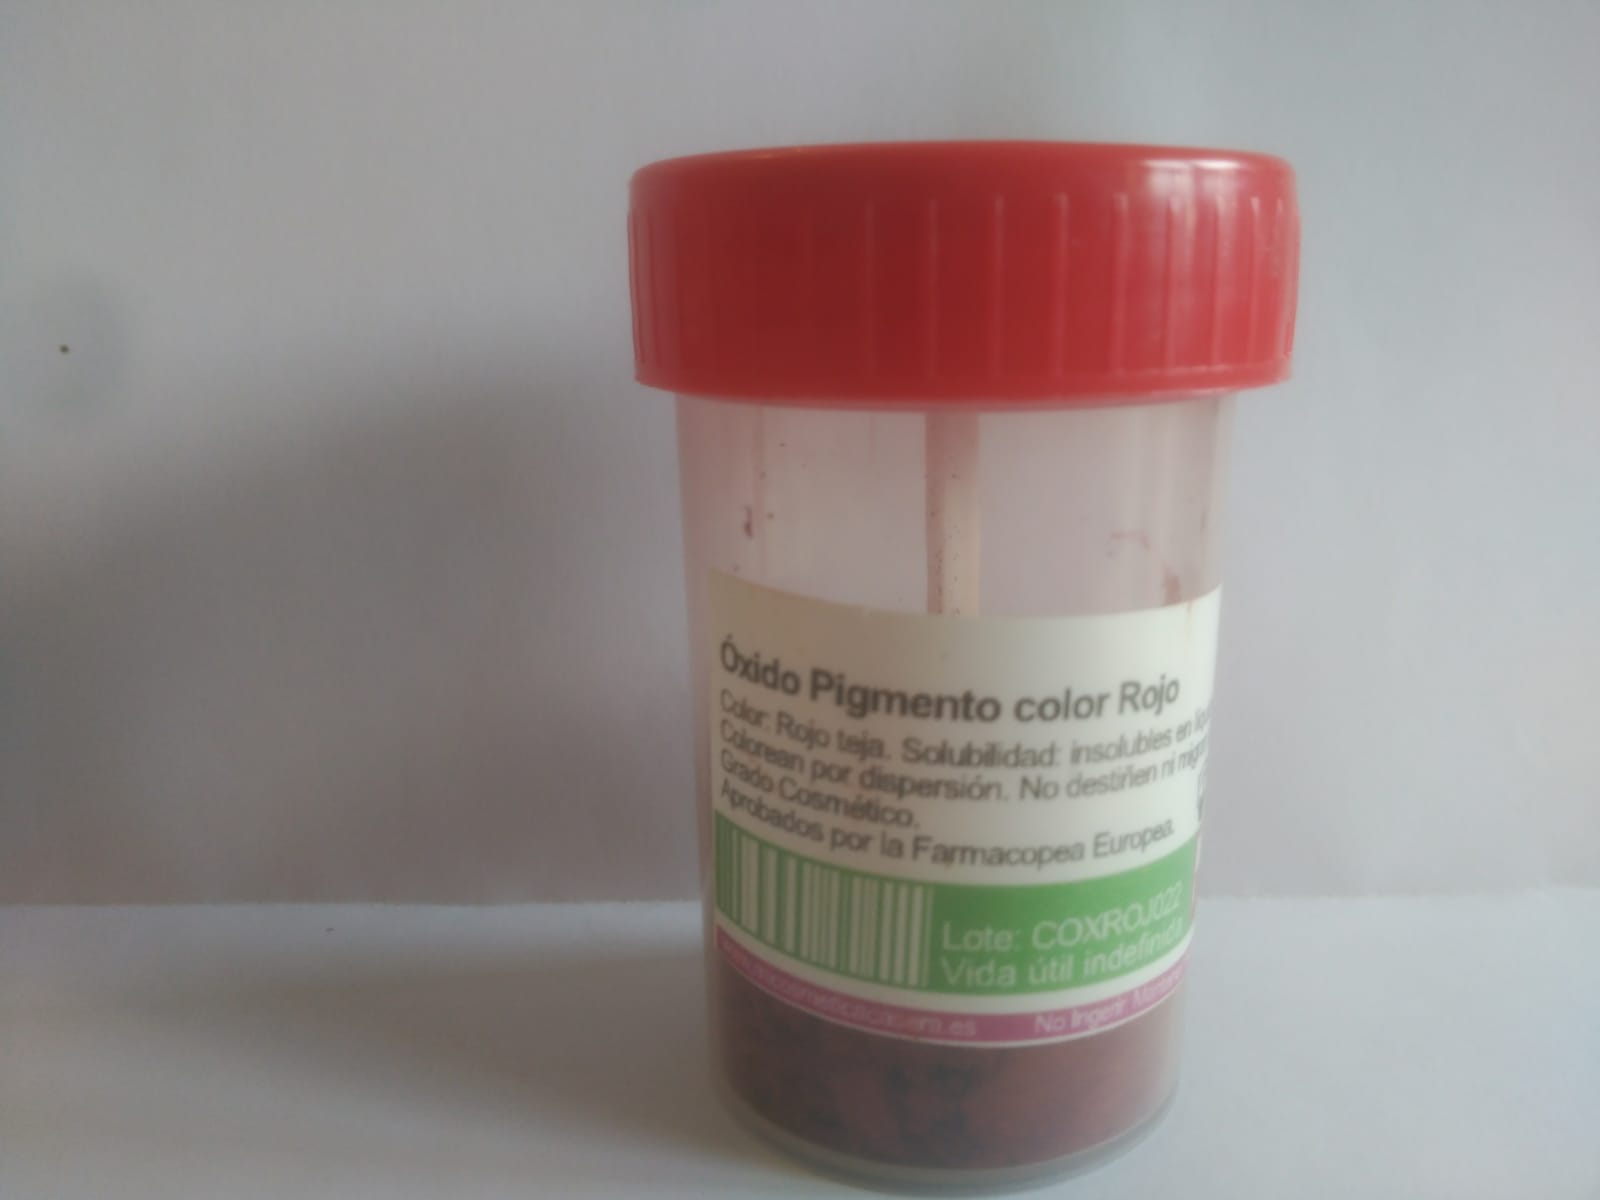 Óxido Pigmento color Rojo
Color: Rojo teja. Solubilidad: insolubles en
Colorean por dispersión. No destiñen ni
Grado Cosmético.
Aprobados por la Farmacopea Europea.
Lote: COXROJ022
Vida útil indefinida
No Ingerir.